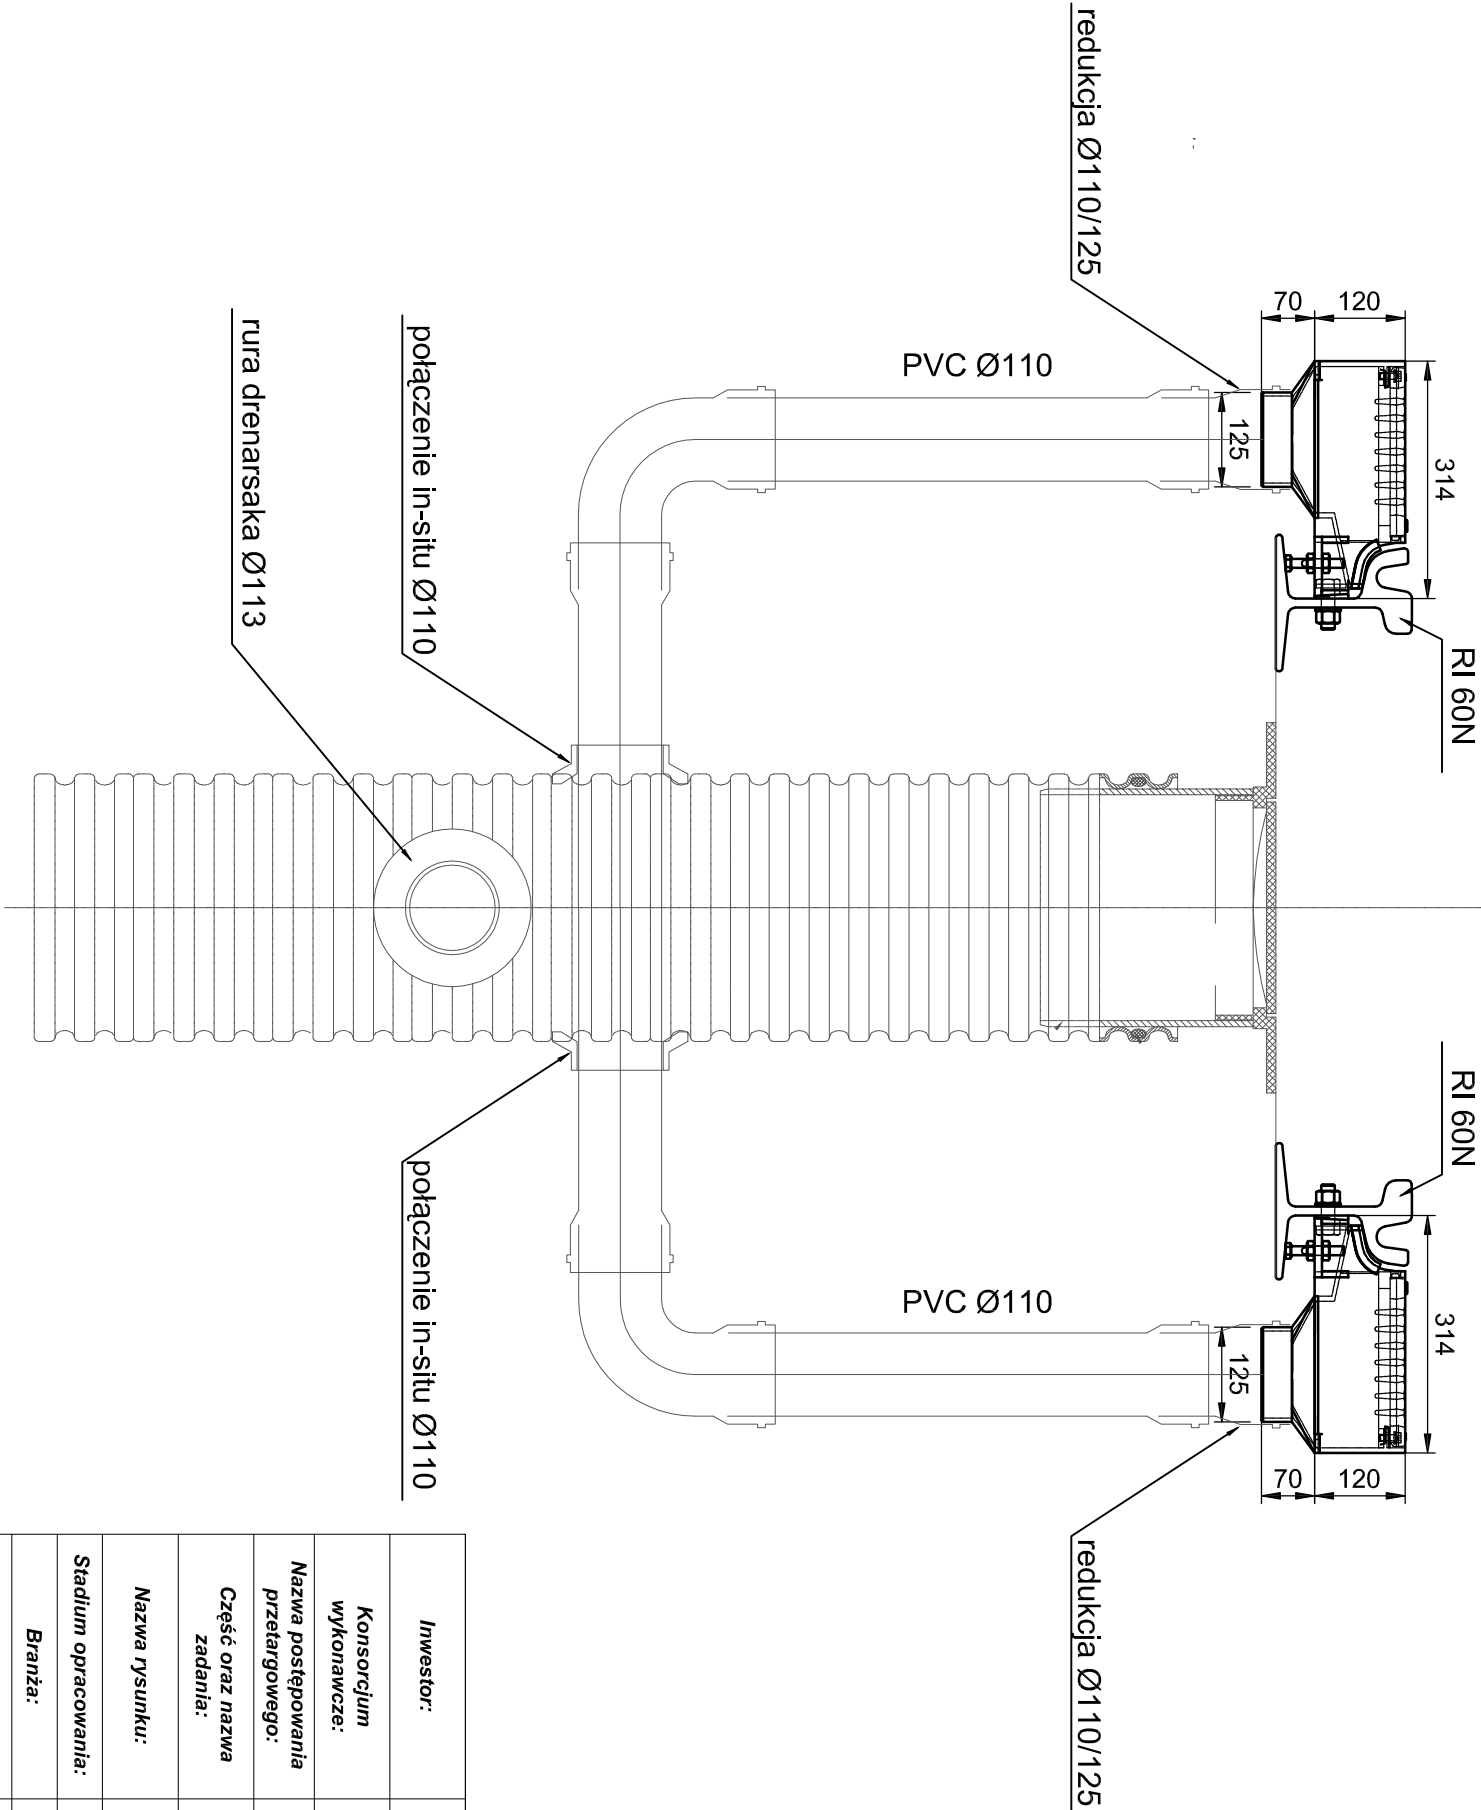 redukcja Ø110/125
70
120
314
RI 60N
PVC Ø110
125
połączenie in-situ Ø110
rura drenarsaka Ø113
RI 60N
314
PVC Ø110
125
70
120
połączenie in-situ Ø110
redukcja Ø110/125
Inwestor:
Konsorcjum
wykonawcze:
Nazwa postępowania
przetargowego:
Część oraz nazwa
zadania:
Nazwa rysunku:
Stadium opracowania:
Branża: